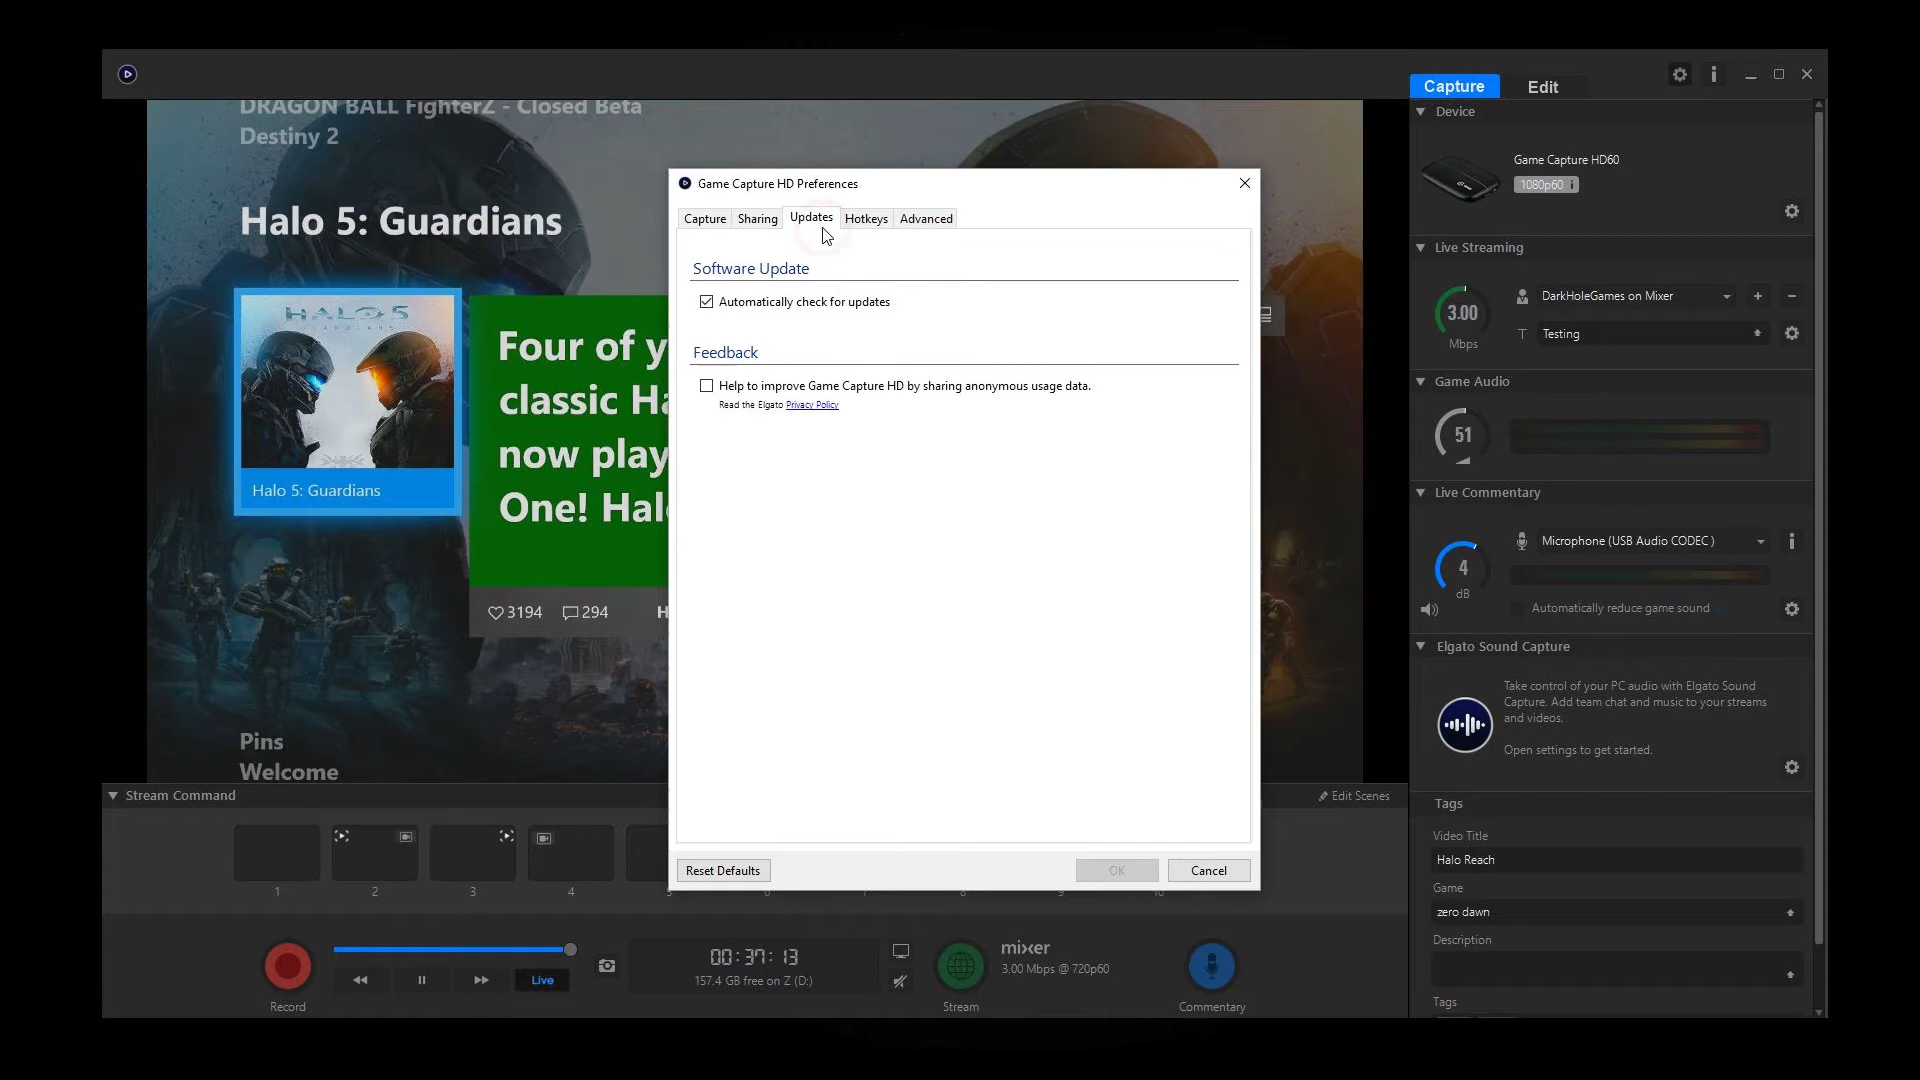 Capture
Edit
DRAGON BALL FighterZ - Closed Beta
Destiny 2
Halo 5: Guardians
HALO 5
GUARDIANS
Halo 5: Guardians
Four of y
classic Ha
now play
One! Halo
3194
294
H
Pins
Welcome
Game Capture HD Preferences
Capture
Sharing
Updates
Hotkeys
Advanced
Software Update
Automatically check for updates
Feedback
Help to improve Game Capture HD by sharing anonymous usage data.
Read the Elgato Privacy Policy
Reset Defaults
OK
Cancel
Device
Game Capture HD60
1080p60 i
Live Streaming
3.00
Mbps
DarkHoleGames on Mixer
T Testing
Game Audio
51
Live Commentary
Microphone (USB Audio CODEC )
4
dB
Automatically reduce game sound
Elgato Sound Capture
Take control of your PC audio with Elgato Sound
Capture. Add team chat and music to your streams
and videos.
Open settings to get started.
Tags
Video Title
Halo Reach
Game
zero dawn
Description
Tags
Stream Command
Edit Scenes
1
2
3
4
00:37:13
157.4 GB free on Z (D:)
Live
Record
Stream
mixer
3.00 Mbps @ 720p60
Commentary